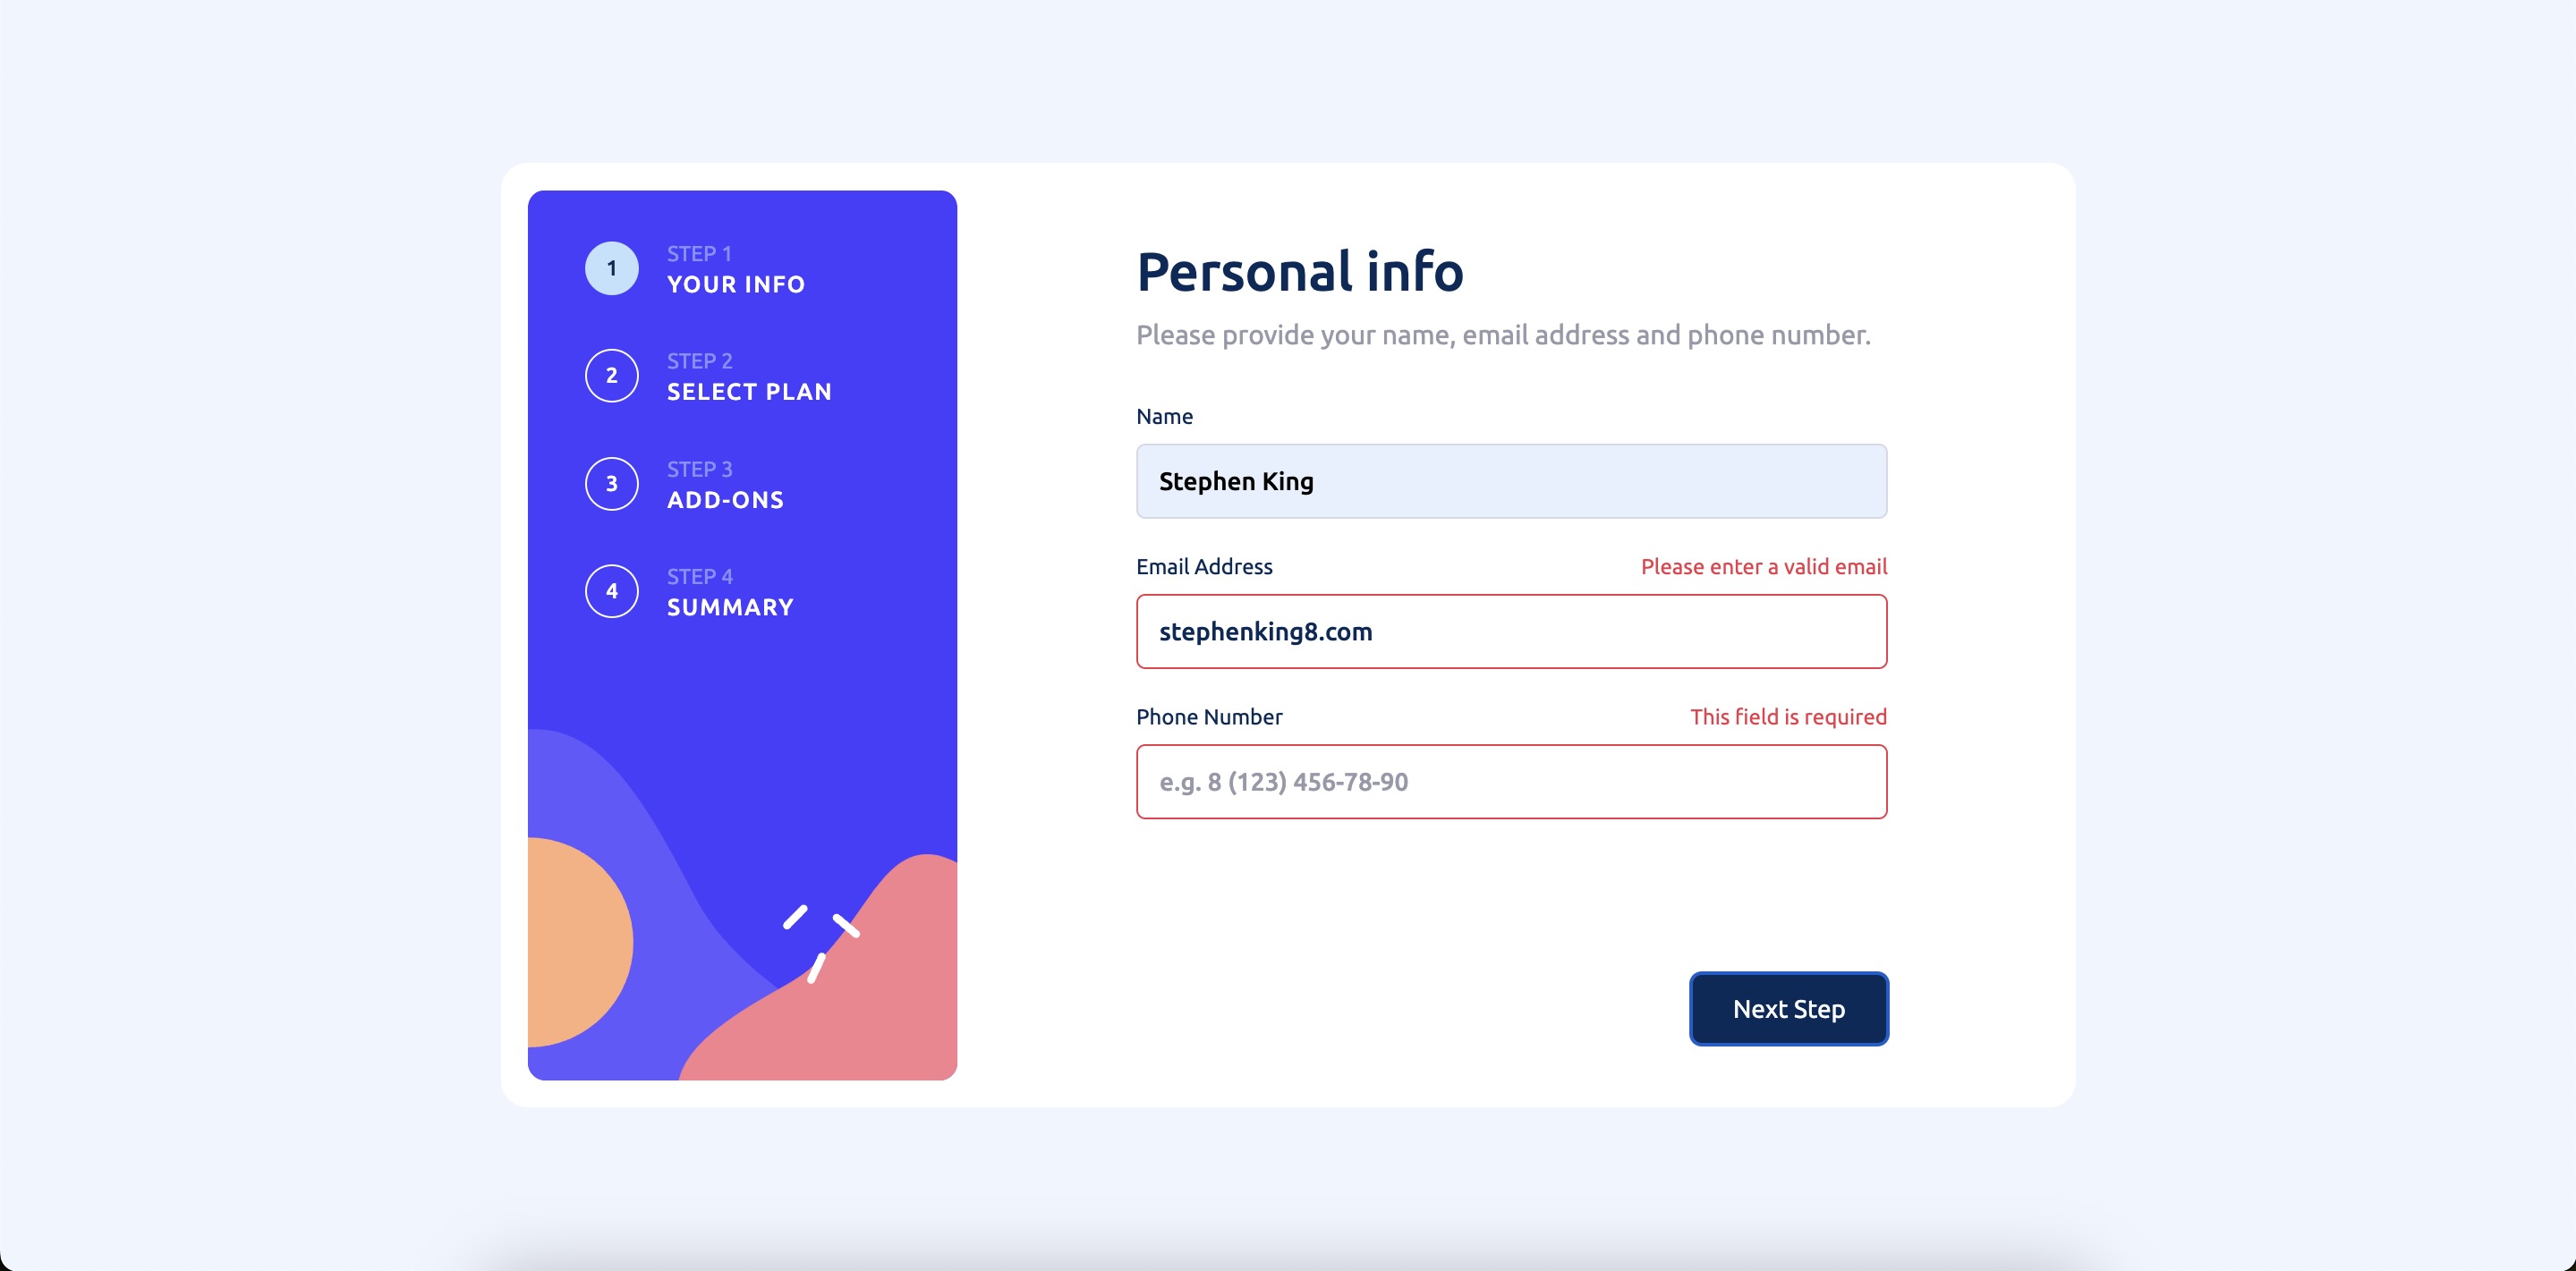 1
STEP 1
YOUR INFO
2
STEP 2
SELECT PLAN
3
STEP 3
ADD-ONS
4
STEP 4
SUMMARY
Personal info
Please provide your name, email address and phone number.
Name
Stephen King
Email Address
Please enter a valid email
stephenking8.com
Phone Number
This field is required
e.g. 8 (123) 456-78-90
Next Step